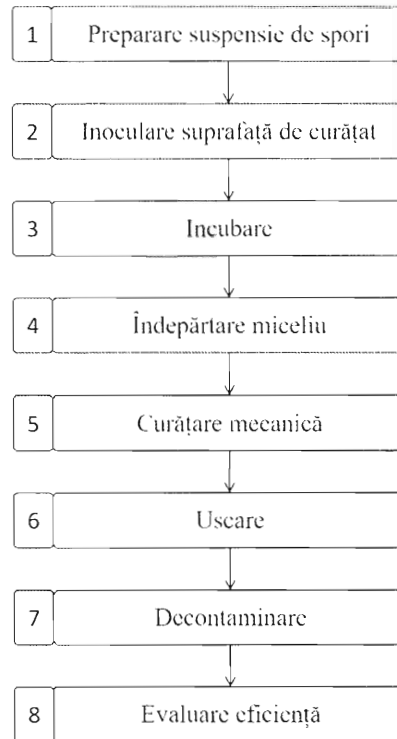 1 Preparare suspensie de spori
2 Inoculare suprafață de curățat
3 Incubare
4 Îndepărtare miceliu
5 Curățare mecanică
6 Uscare
7 Decontaminare
8 Evaluare eficiență